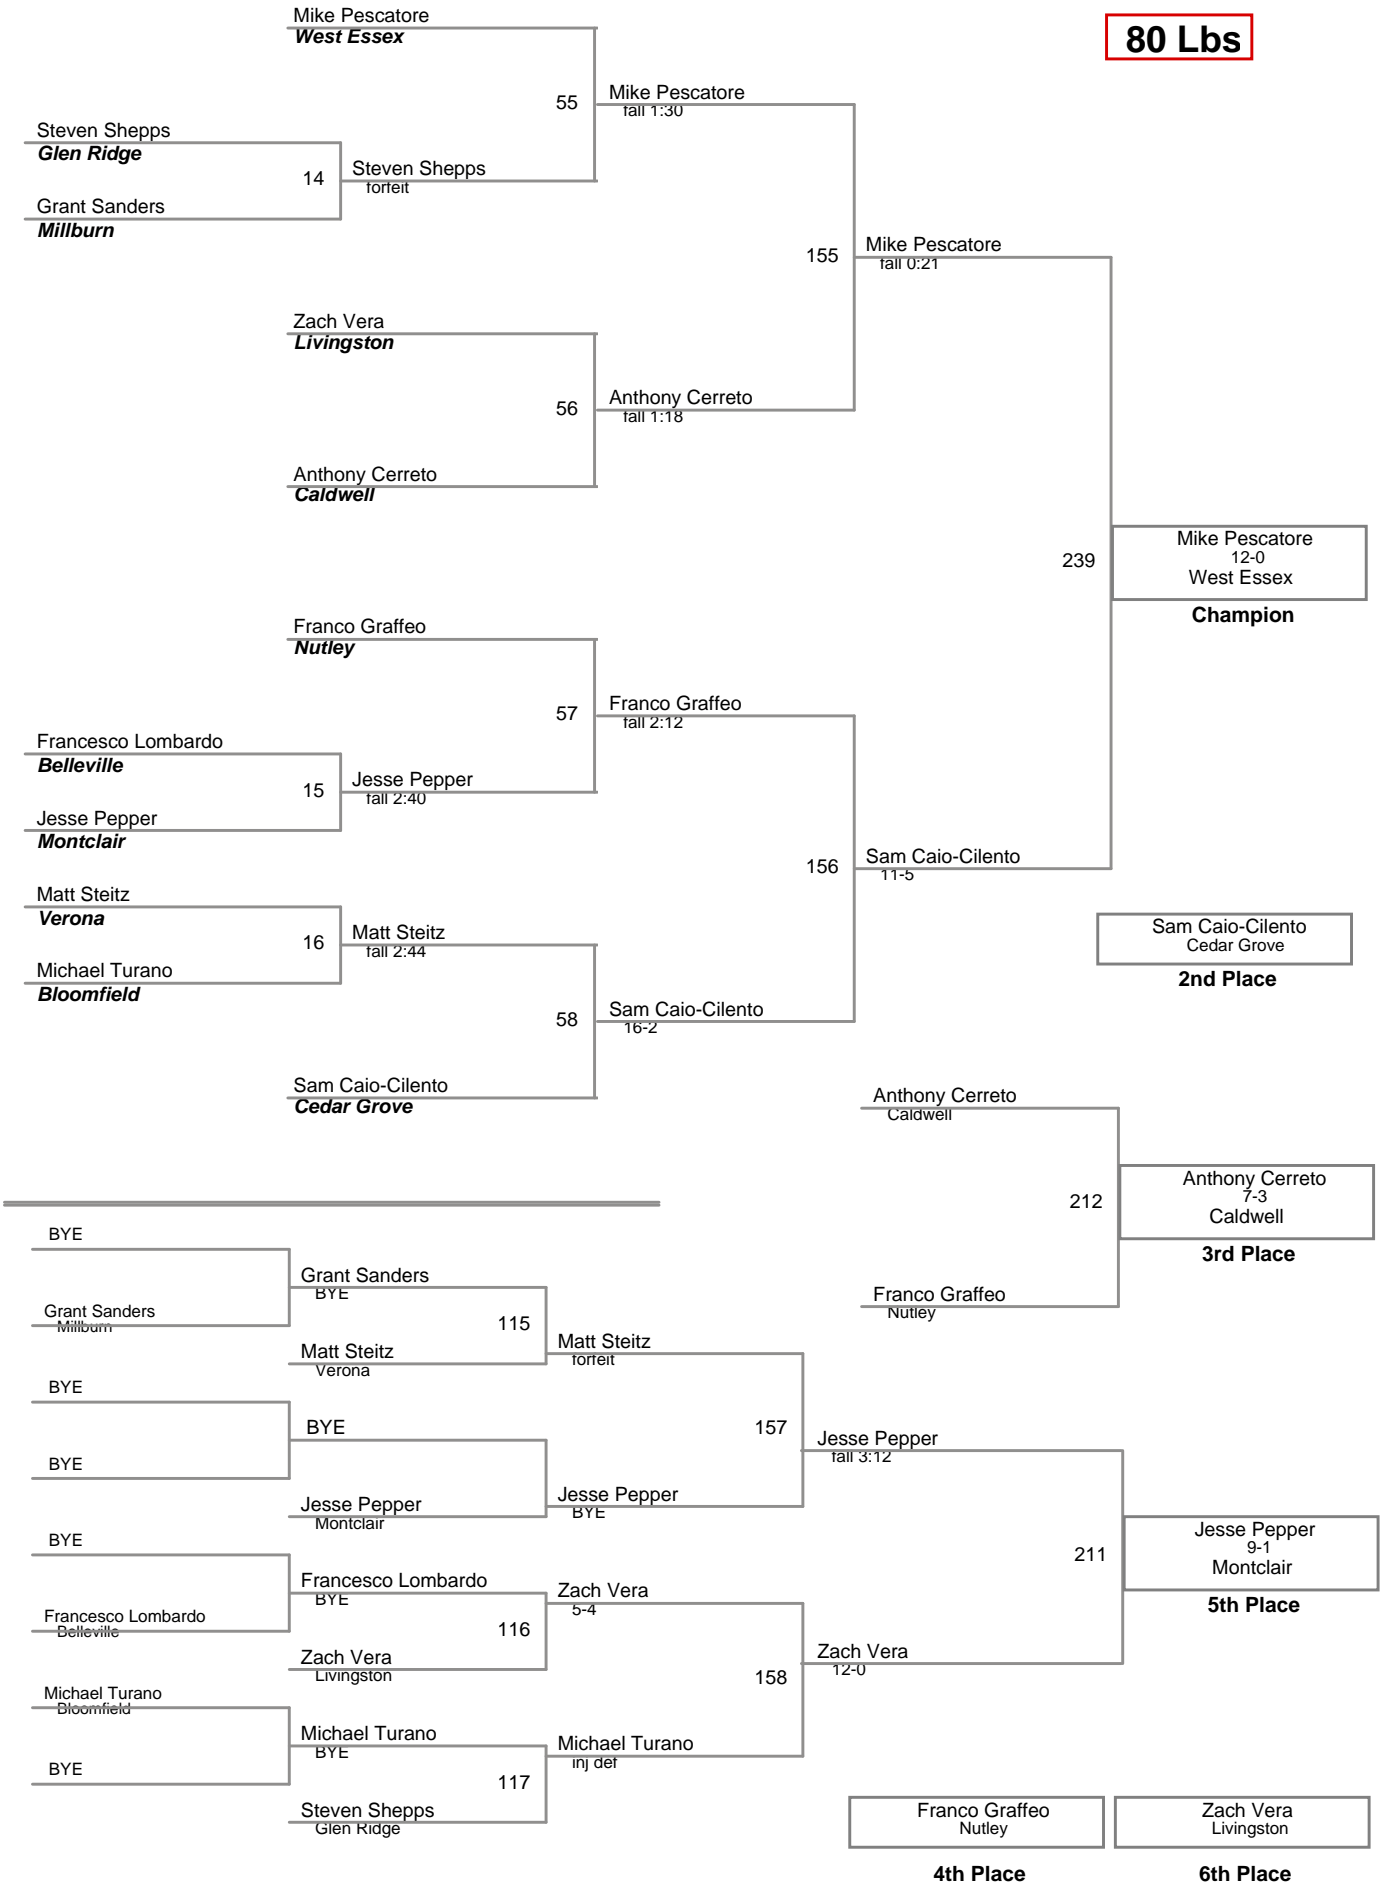 Mike Pescatore
West Essex
80 Lbs
55
Mike Pescatore
fall 1:30
Steven Shepps
Glen Ridge
14
Steven Shepps
forfeit
Grant Sanders
Millburn
155
Mike Pescatore
fall 0:21
Zach Vera
Livingston
56
Anthony Cerreto
fall 1:18
Anthony Cerreto
Caldwell
239
Mike Pescatore
12-0
West Essex
Champion
Franco Graffeo
Nutley
57
Franco Graffeo
fall 2:12
Francesco Lombardo
Belleville
15
Jesse Pepper
fall 2:40
Jesse Pepper
Montclair
156
Sam Caio-Cilento
11-5
Matt Steitz
Verona
16
Matt Steitz
fall 2:44
Michael Turano
Bloomfield
Sam Caio-Cilento
Cedar Grove
2nd Place
58
Sam Caio-Cilento
16-2
Sam Caio-Cilento
Cedar Grove
Anthony Cerreto
Caldwell
212
Anthony Cerreto
7-3
Caldwell
3rd Place
Franco Graffeo
Nutley
BYE
Grant Sanders
BYE
Grant Sanders
Millburn
115
Matt Steitz
Verona
Matt Steitz
forfeit
BYE
BYE
157
Jesse Pepper
fall 3:12
BYE
Jesse Pepper
Montclair
Jesse Pepper
BYE
BYE
211
Jesse Pepper
9-1
Montclair
5th Place
Francesco Lombardo
BYE
Zach Vera
5-4
Francesco Lombardo
Belleville
116
Zach Vera
Livingston
158
Zach Vera
12-0
Michael Turano
Bloomfield
Michael Turano
BYE
Michael Turano
inj def
BYE
117
Steven Shepps
Glen Ridge
Franco Graffeo
Nutley
4th Place
Zach Vera
Livingston
6th Place